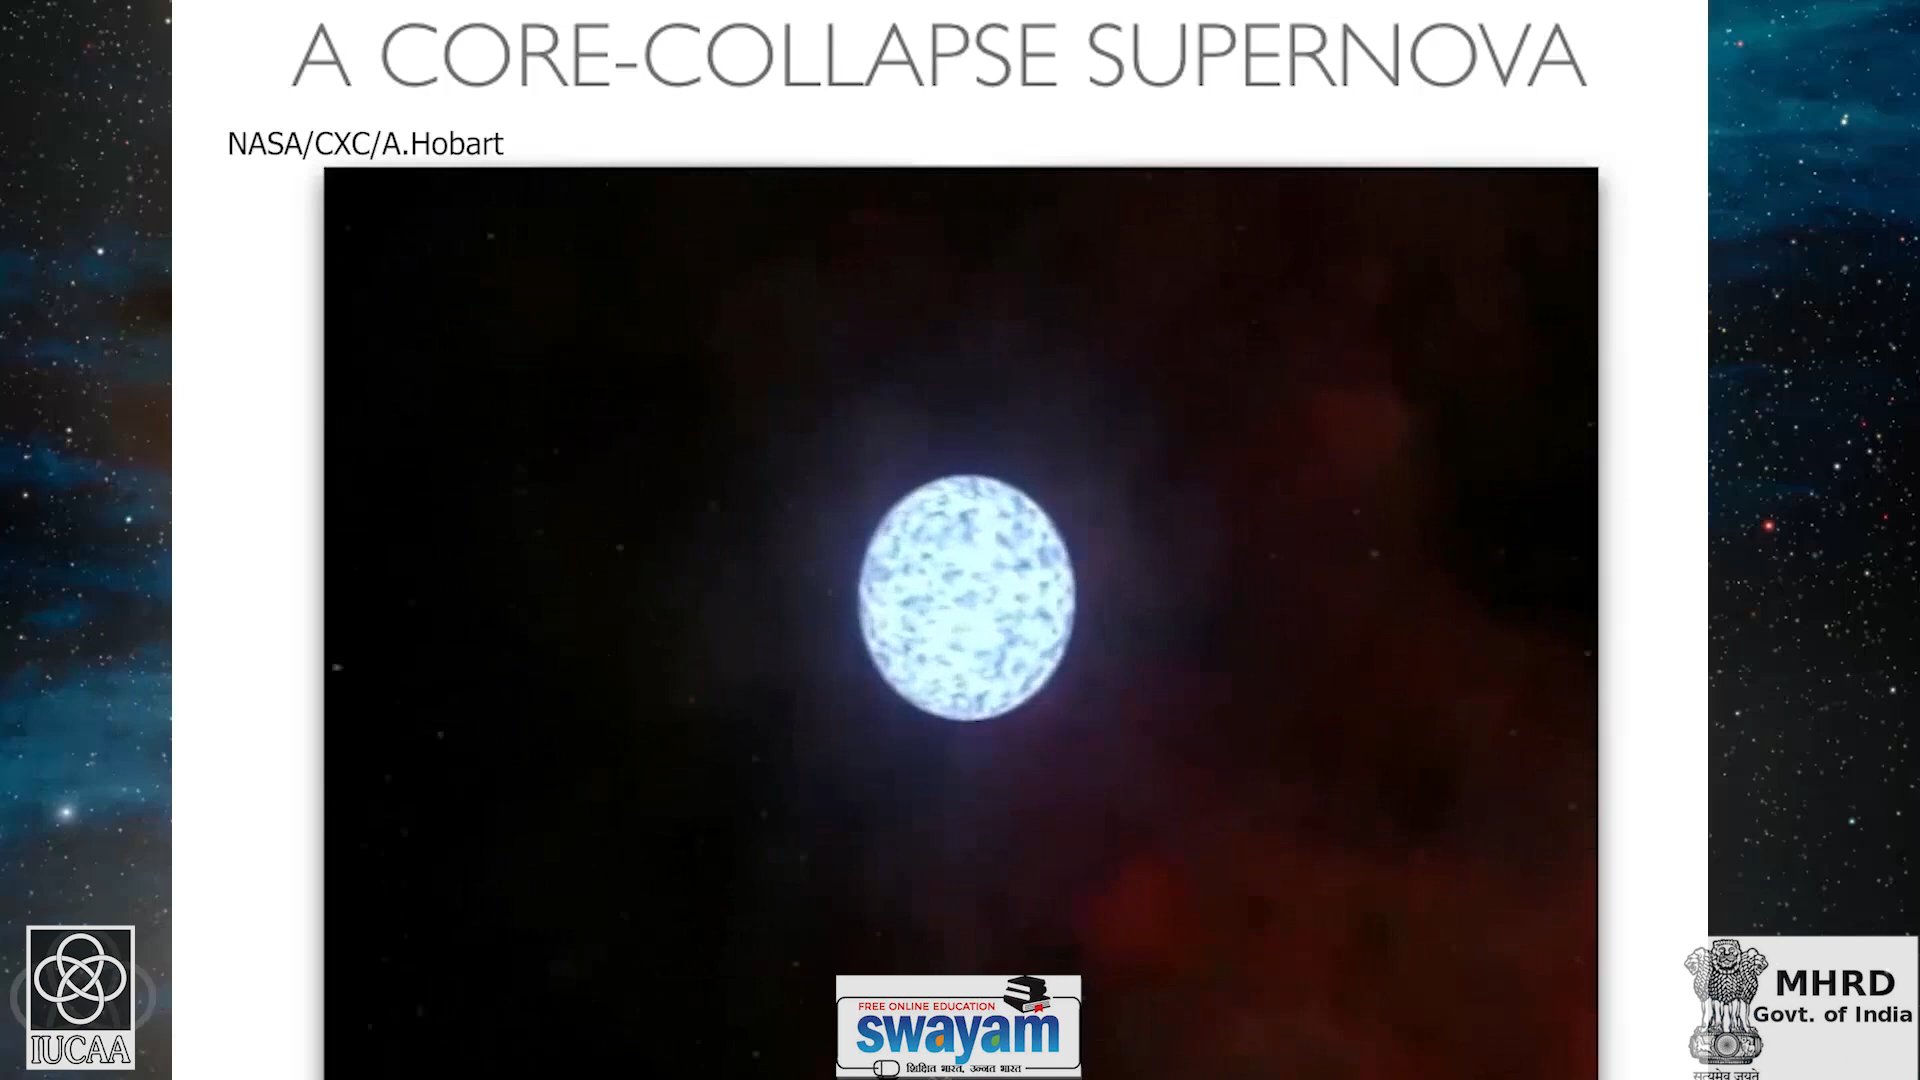 A CORE-COLLAPSE SUPERNOVA
NASA/CXC/A.Hobart
IUCAA
FREE ONLINE EDUCATION
swayam
शिक्षित भारत, उन्नत भारत
MHRD
Govt. of India
सत्यमेव जयते